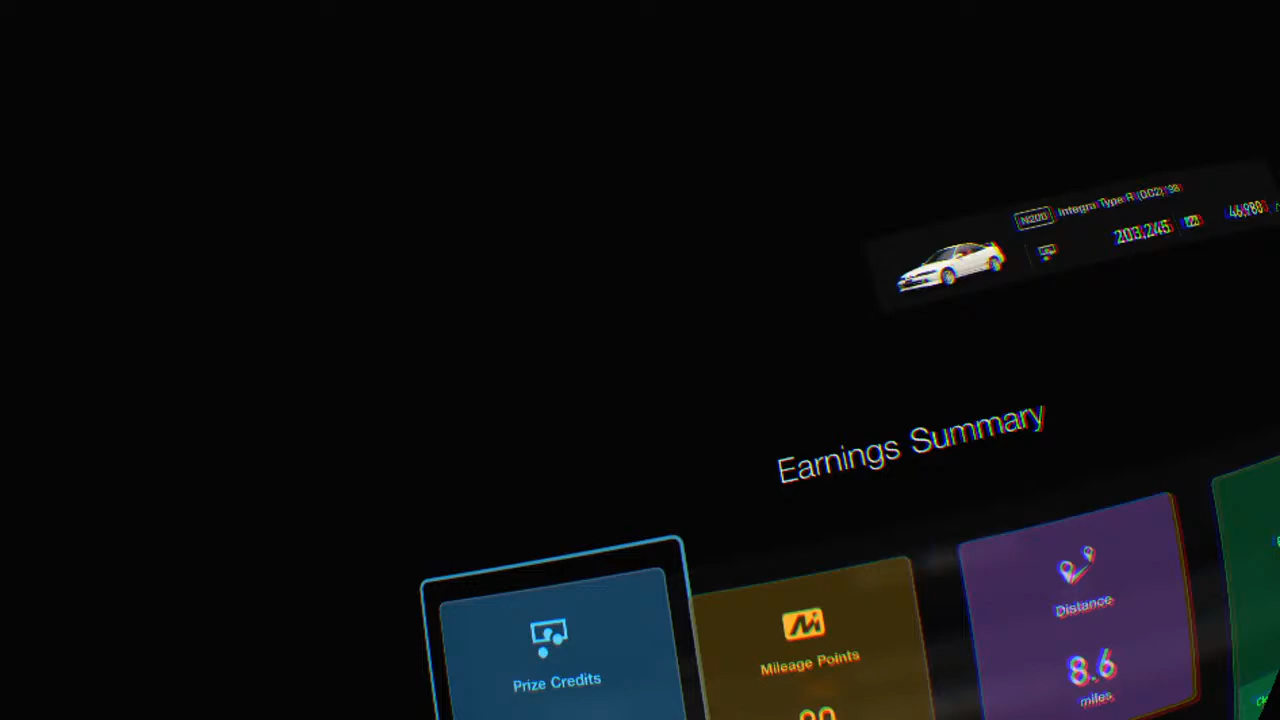 N200 Integra Type R (DC2) '98
203,245 46,980
Earnings Summary
Prize Credits
Mileage Points
Distance
8.6
miles